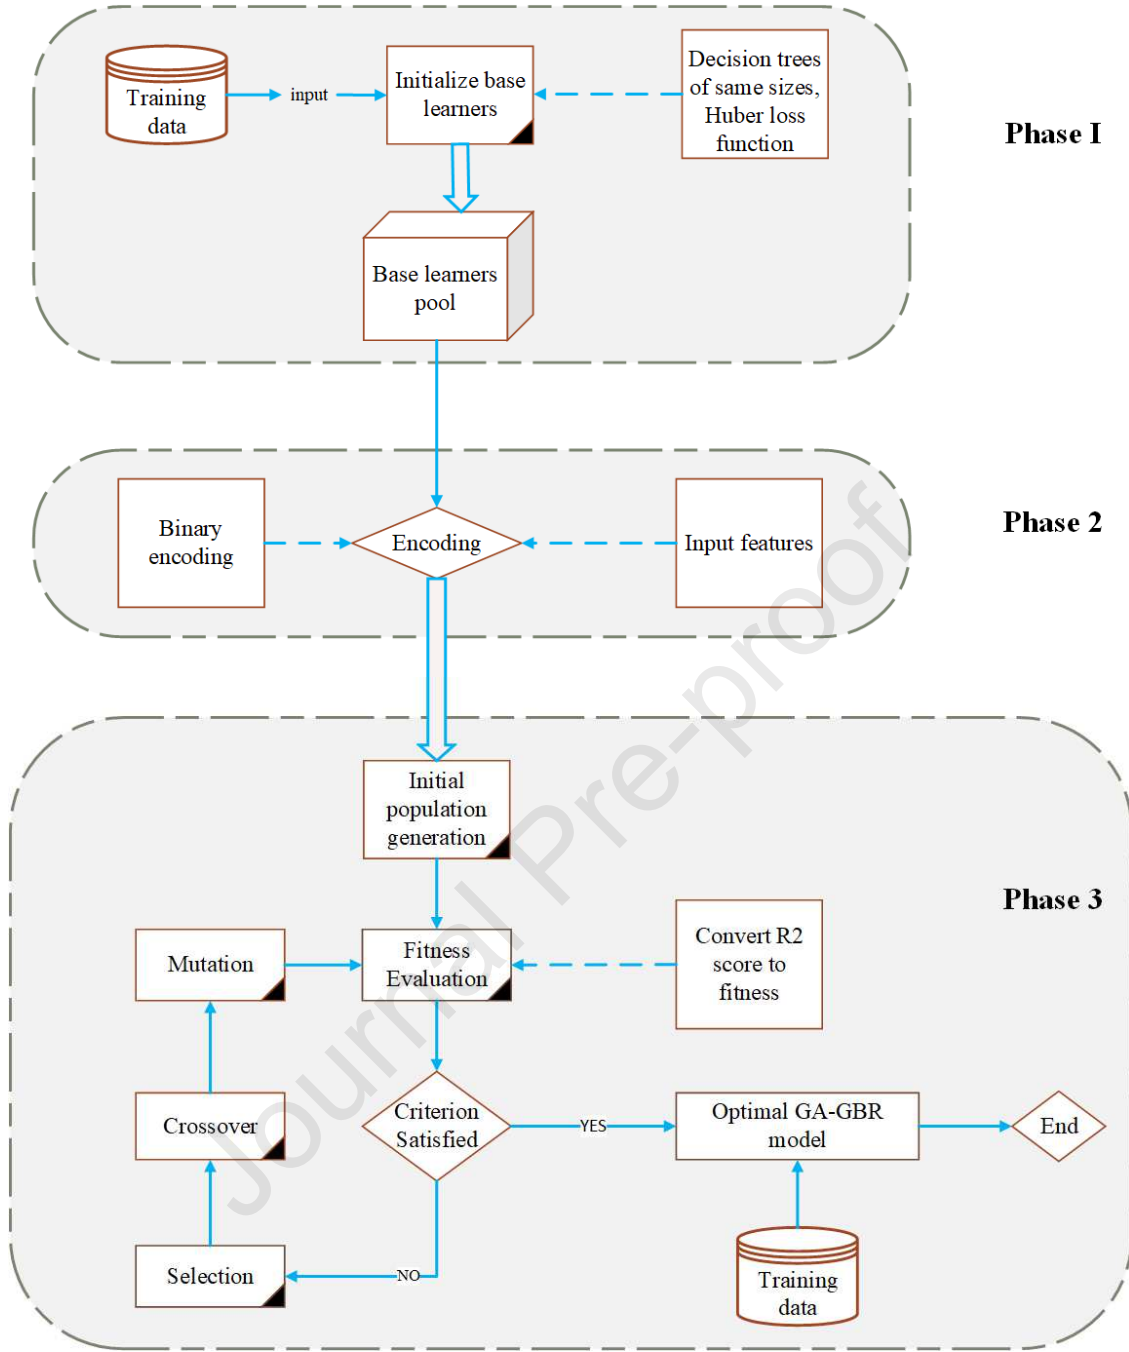 Training
data
input
Initialize base
learners
Decision trees
of same sizes,
Huber loss
function
Phase I
Base learners
pool
Binary
encoding
Encoding
Input features
Phase 2
Initial
population
generation
Phase 3
Mutation
Fitness
Evaluation
Convert R2
score to
fitness
Crossover
Criterion
Satisfied
YES
Optimal GA-GBR
model
End
Selection
NO
Training
data
Journal Pre-proof